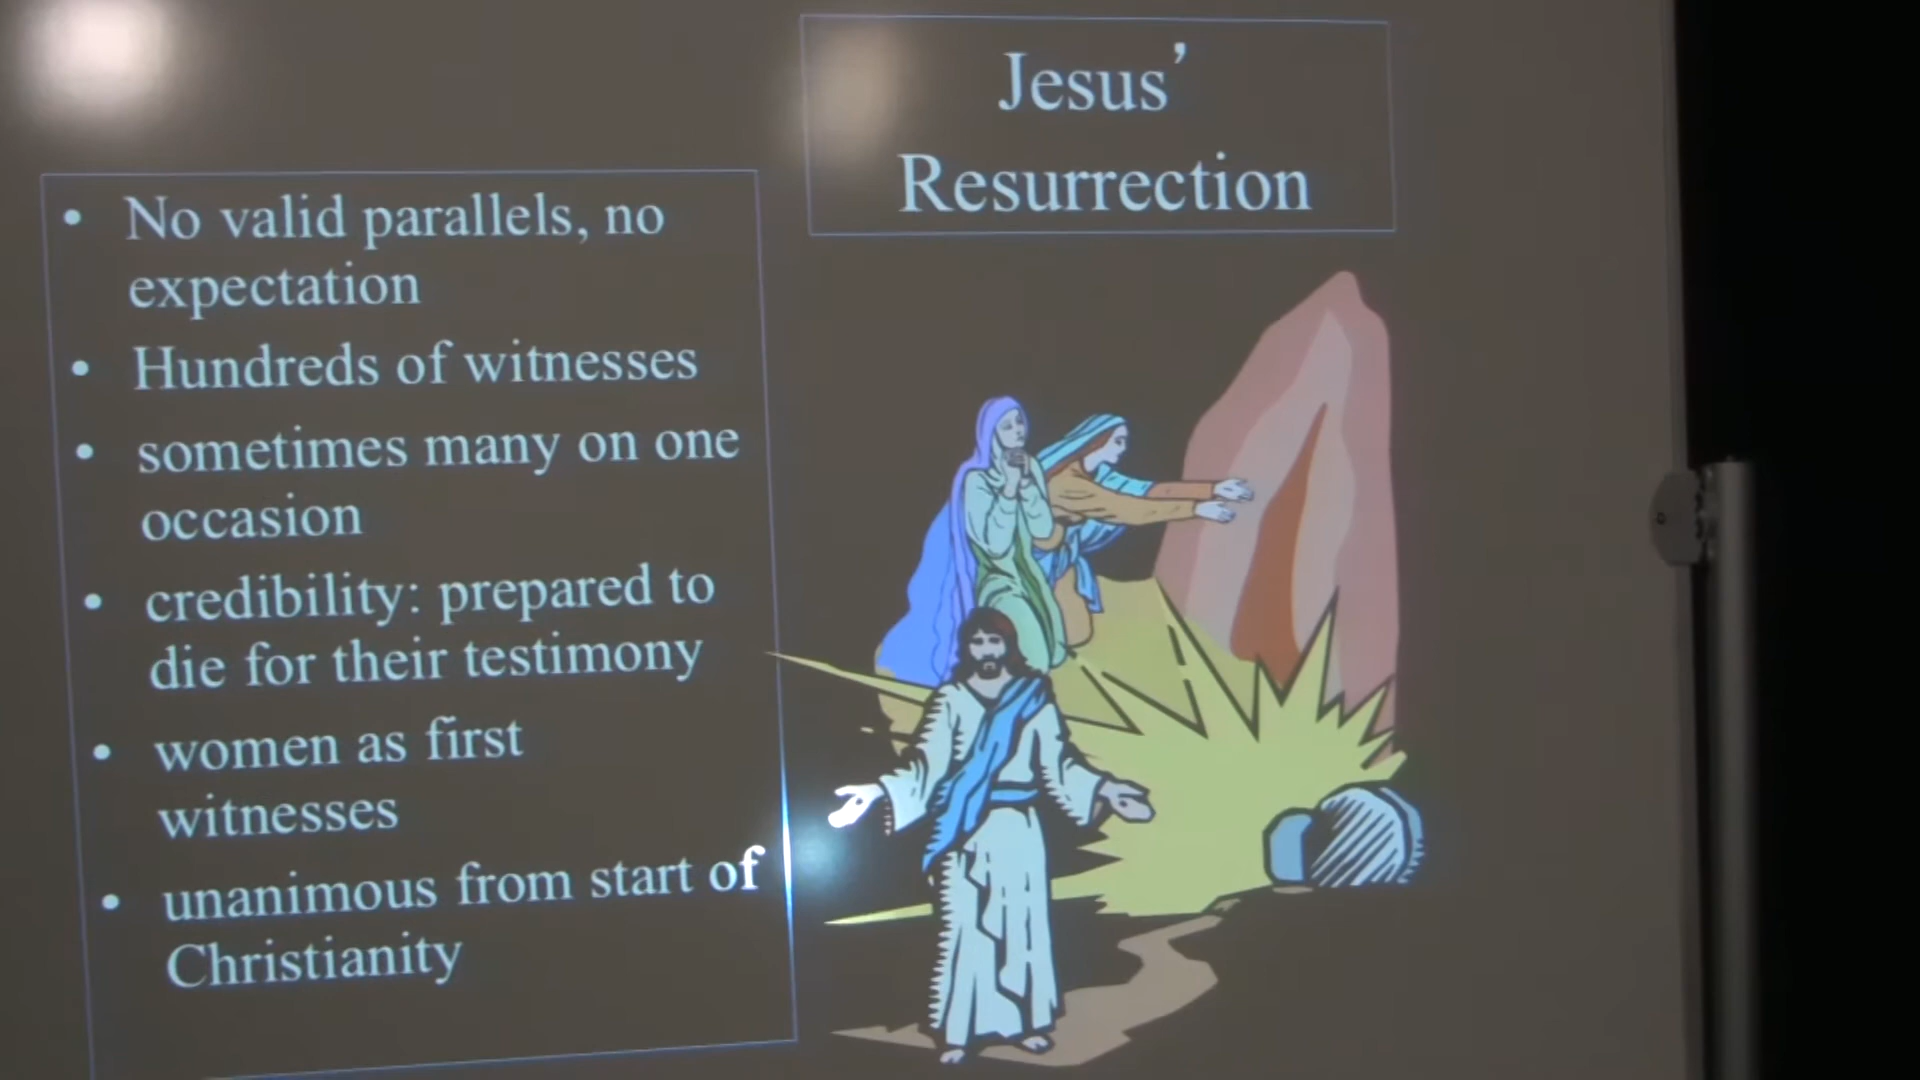 Jesus’
Resurrection
• No valid parallels, no
expectation
• Hundreds of witnesses
• sometimes many on one
occasion
• credibility: prepared to
die for their testimony
• women as first
witnesses
• unanimous from start of
Christianity